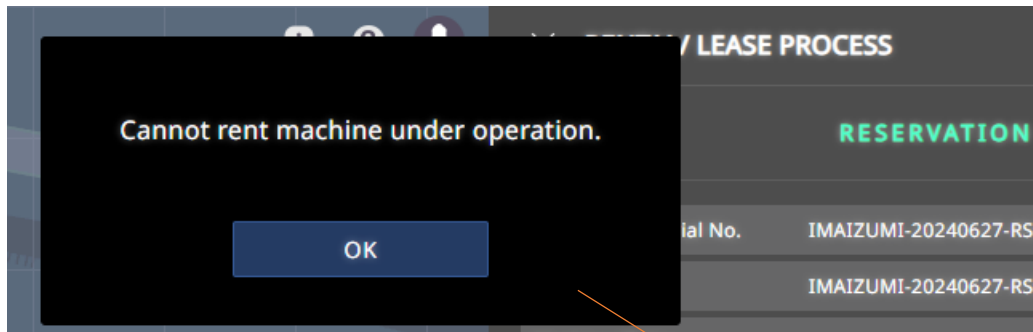 / LEASE PROCESS
Cannot rent machine under operation.
RESERVATION
OK
ial No. IMAIZUMI-20240627-RS
IMAIZUMI-20240627-RS